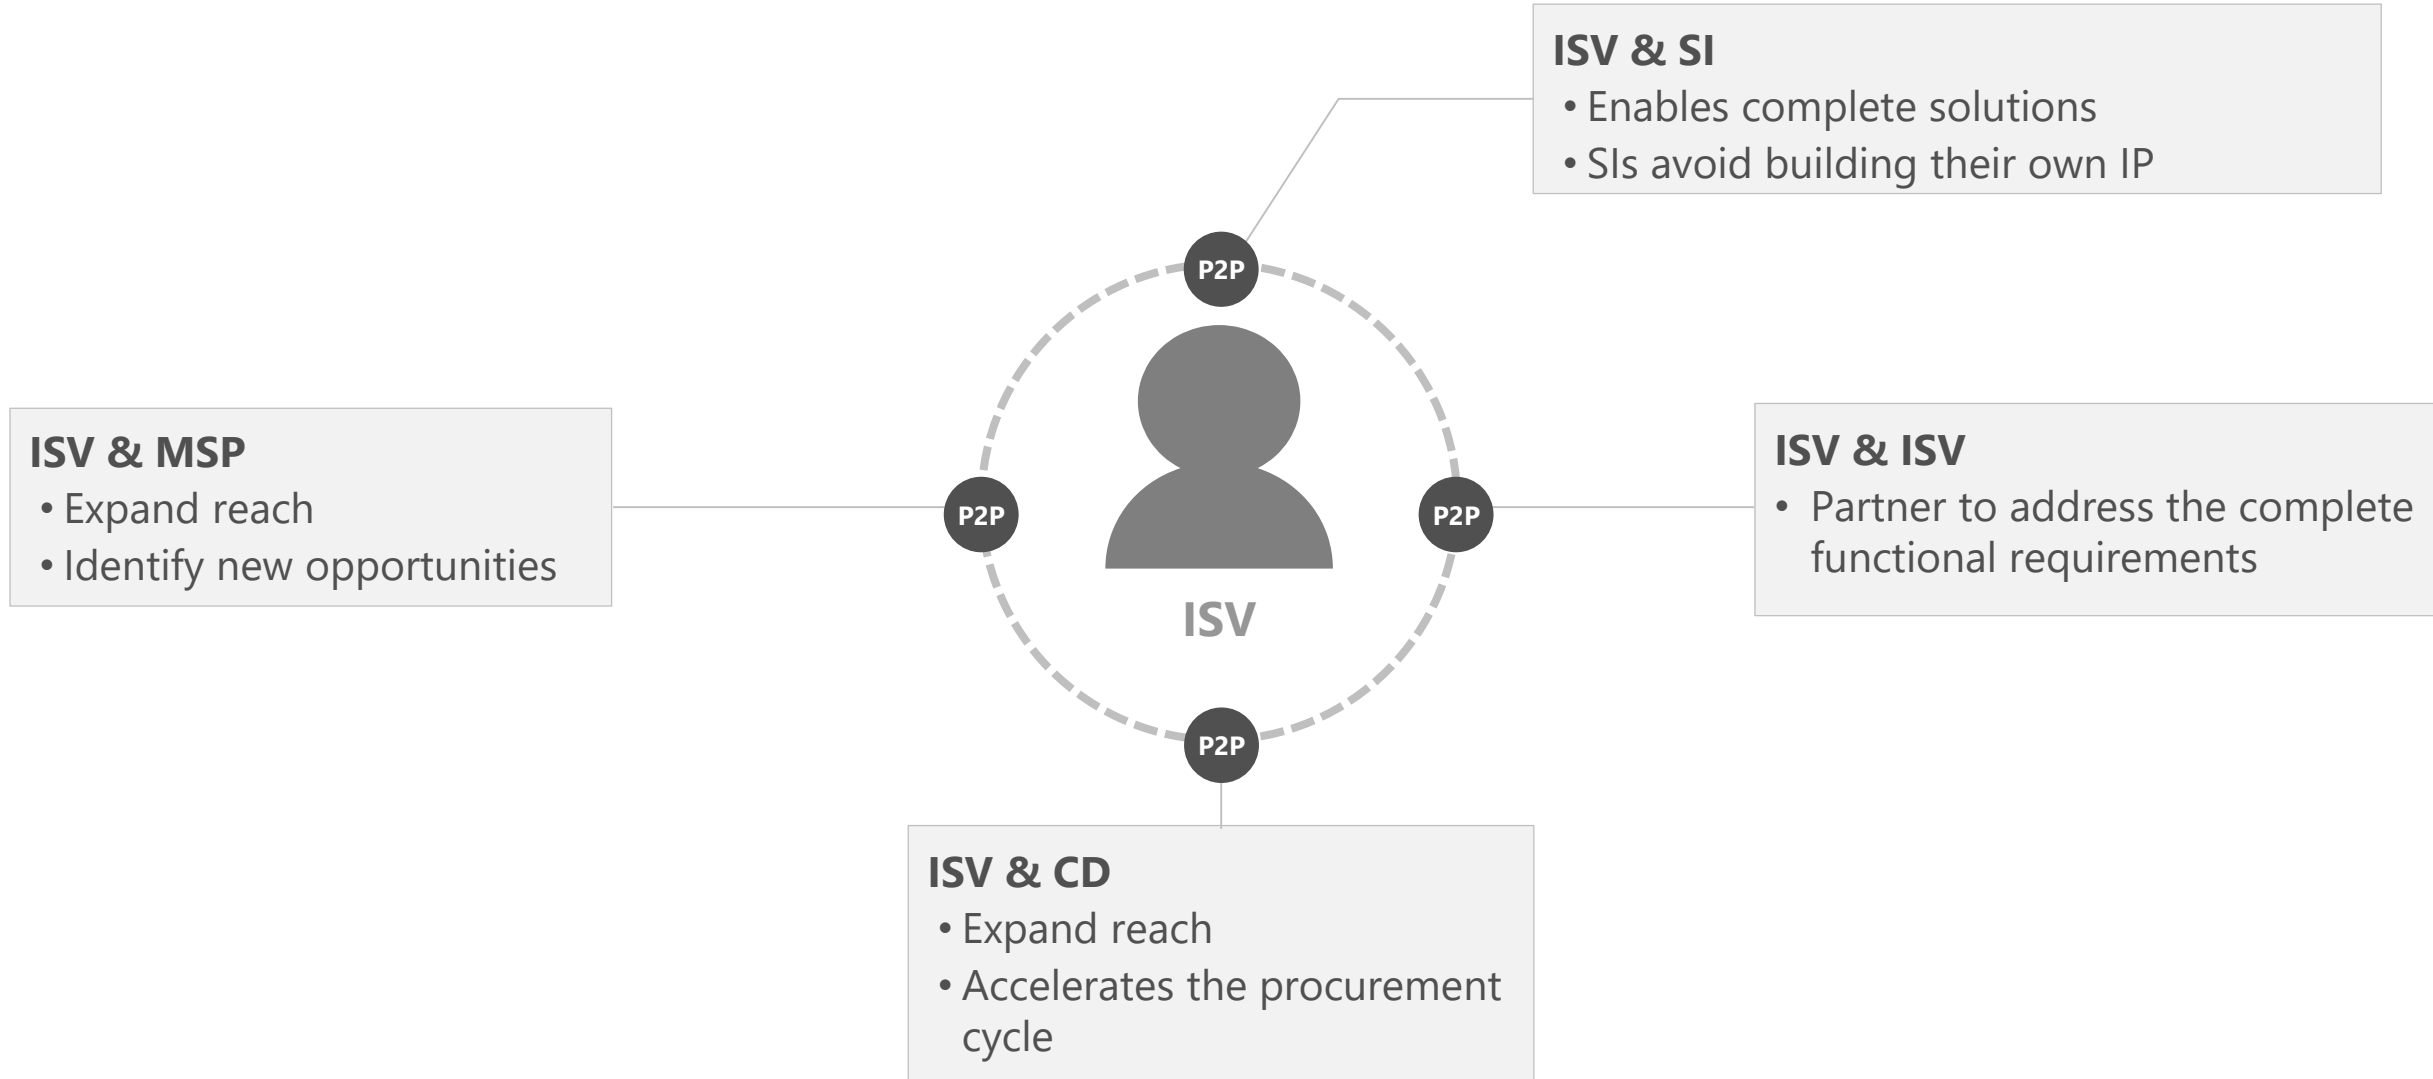 ISV & SI
• Enables complete solutions
• SIs avoid building their own IP
P2P
ISV & MSP
• Expand reach
• Identify new opportunities
P2P
ISV
P2P
ISV & ISV
• Partner to address the complete
functional requirements
P2P
ISV & CD
• Expand reach
• Accelerates the procurement
cycle